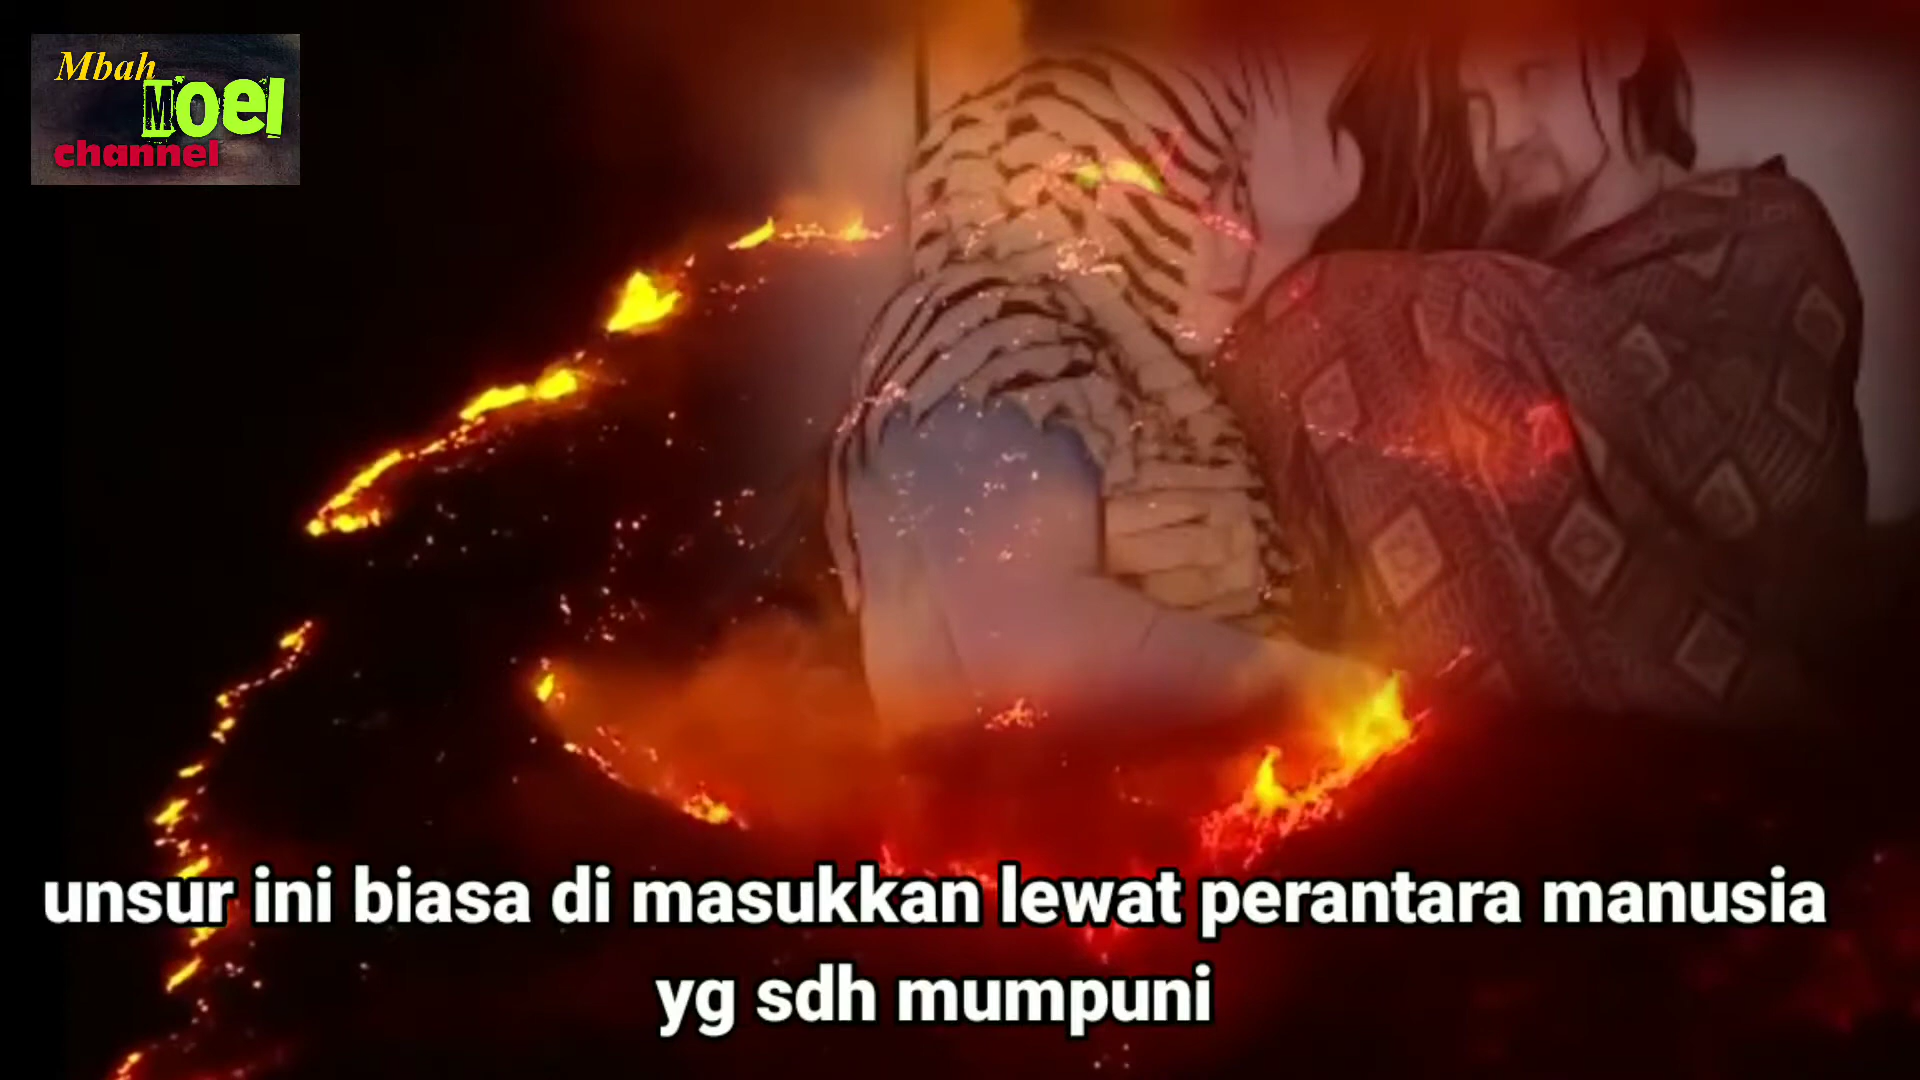 Mbah
Moel
channel
unsur ini biasa di masukkan lewat perantara manusia
yg sdh mumpuni